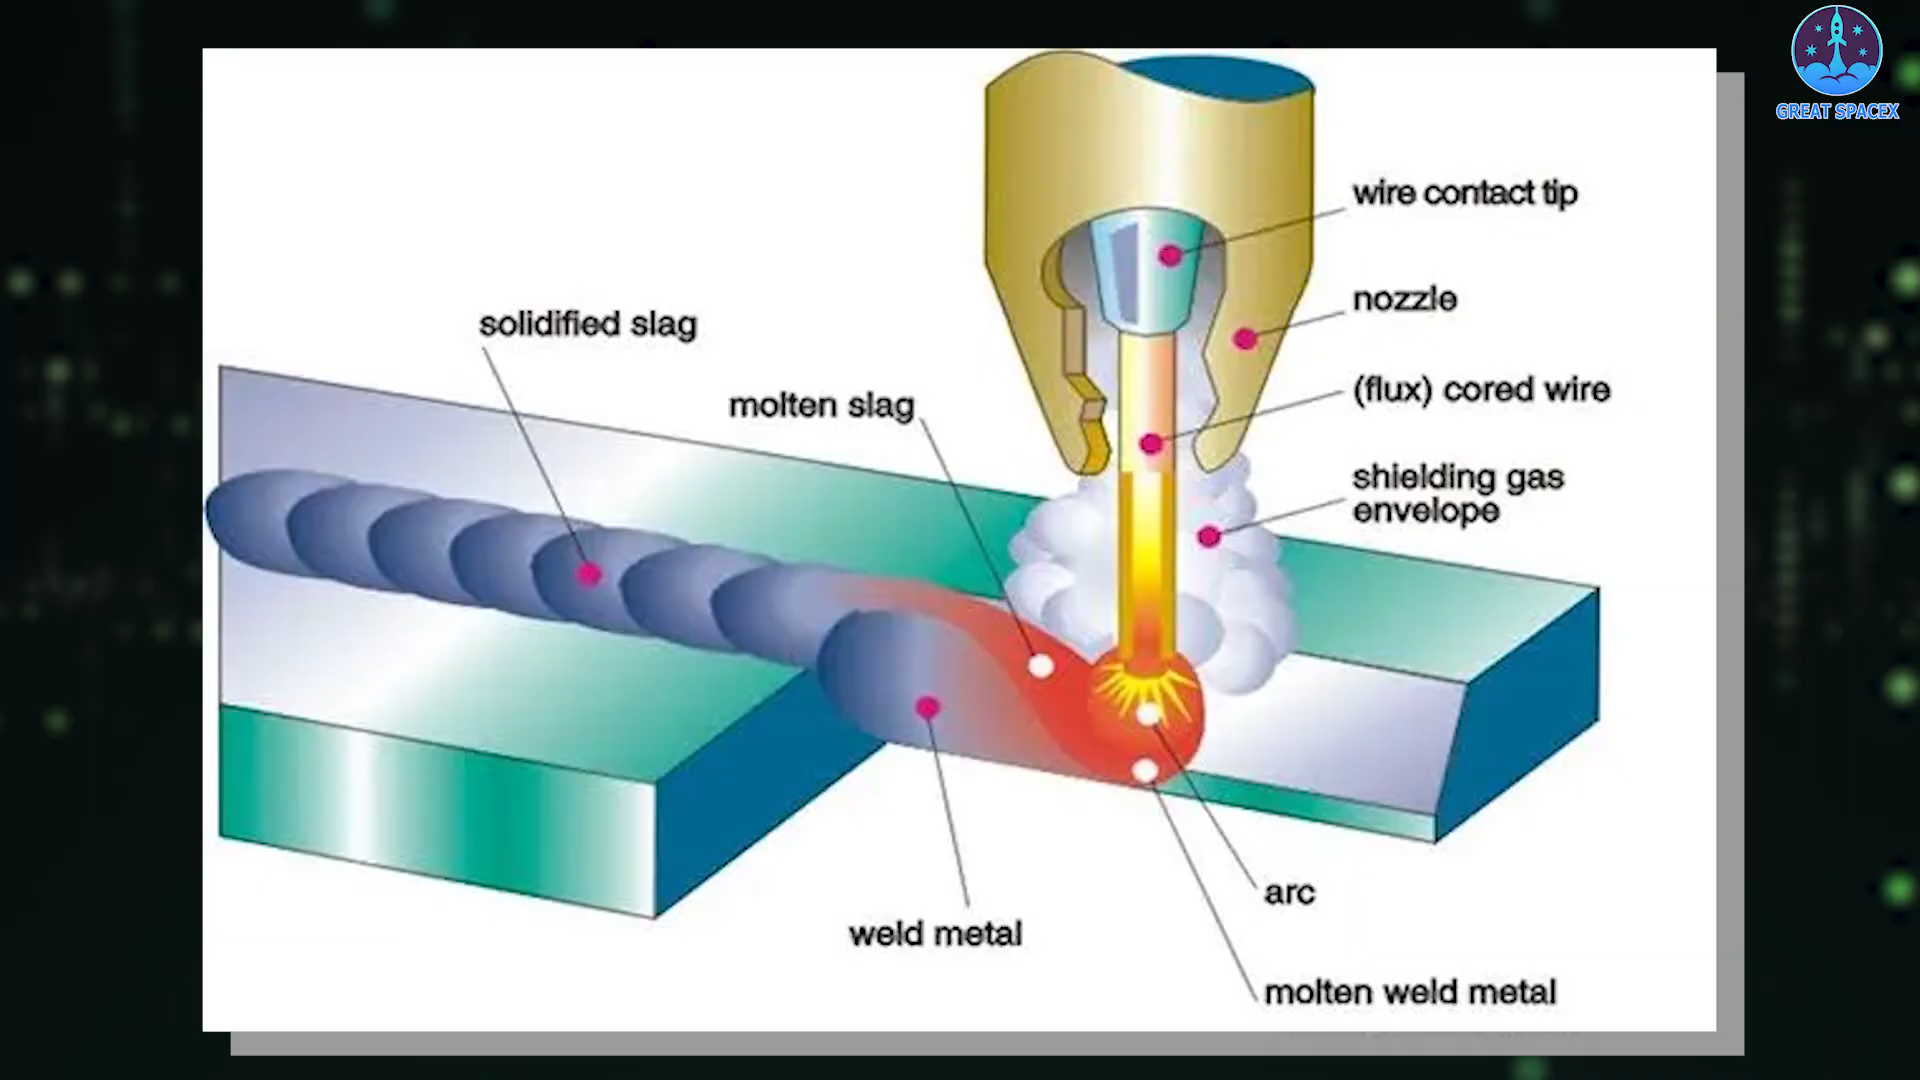 GREAT SPACEX
wire contact tip
nozzle
solidified slag
(flux) cored wire
molten slag
shielding gas
envelope
arc
weld metal
molten weld metal